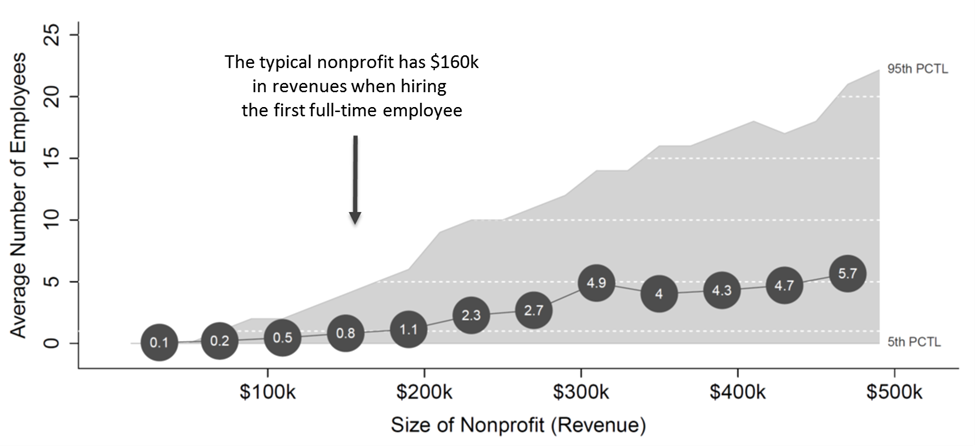 The typical nonprofit has $160k
in revenues when hiring
the first full-time employee
Average Number of Employees
25
20
15
10
5
0
95th PCTL
5th PCTL
0.1
0.2
0.5
0.8
1.1
2.3
2.7
4.9
4
4.3
4.7
5.7
$100k
$200k
$300k
$400k
$500k
Size of Nonprofit (Revenue)